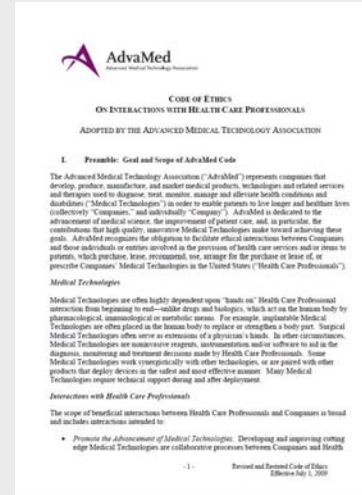 AdvaMed
Advanced Medical Technology Association
CODE OF ETHICS
ON INTERACTIONS WITH HEALTH CARE PROFESSIONALS
ADOPTED BY THE ADVANCED MEDICAL TECHNOLOGY ASSOCIATION
I. Preamble: Goal and Scope of AdvaMed Code
The Advanced Medical Technology Association ("AdvaMed") represents companies that
develop, produce, manufacture, and market medical products, technologies and related services
and therapies used to diagnose, treat, monitor, manage and alleviate health conditions and
disabilities ("Medical Technologies") in order to enable patients to live longer and healthier lives
(collectively "Companies," and individually "Company"). AdvaMed is dedicated to the
advancement of medical science, the improvement of patient care, and, in particular, the
contributions that high quality, innovative Medical Technologies make toward achieving these
goals. AdvaMed recognizes the obligation to facilitate ethical interactions between Companies
and those individuals or entities involved in the provision of health care services and/or items to
patients, which purchase, lease, recommend, use, arrange for the purchase or lease of, or
prescribe Companies' Medical Technologies in the United States ("Health Care Professionals").
Medical Technologies
Medical Technologies are often highly dependent upon "hands on" Health Care Professional
interaction from beginning to end—unlike drugs and biologics, which act on the human body by
pharmacological, immunological or metabolic means. For example, implantable Medical
Technologies are often placed in the human body to replace or strengthen a body part. Surgical
Medical Technologies often serve as extensions of a physician's hands. In other circumstances,
Medical Technologies are noninvasive reagents, instrumentation and/or software to aid in the
diagnosis, monitoring and treatment decisions made by Health Care Professionals. Some
Medical Technologies work synergistically with other technologies, or are paired with other
products that deploy devices in the safest and most effective manner. Many Medical
Technologies require technical support during and after deployment.
Interactions with Health Care Professionals
The scope of beneficial interactions between Health Care Professionals and Companies is broad
and includes interactions intended to:
• Promote the Advancement of Medical Technologies. Developing and improving cutting
edge Medical Technologies are collaborative processes between Companies and Health
- 1 - Revised and Restated Code of Ethics
Effective July 1, 2009